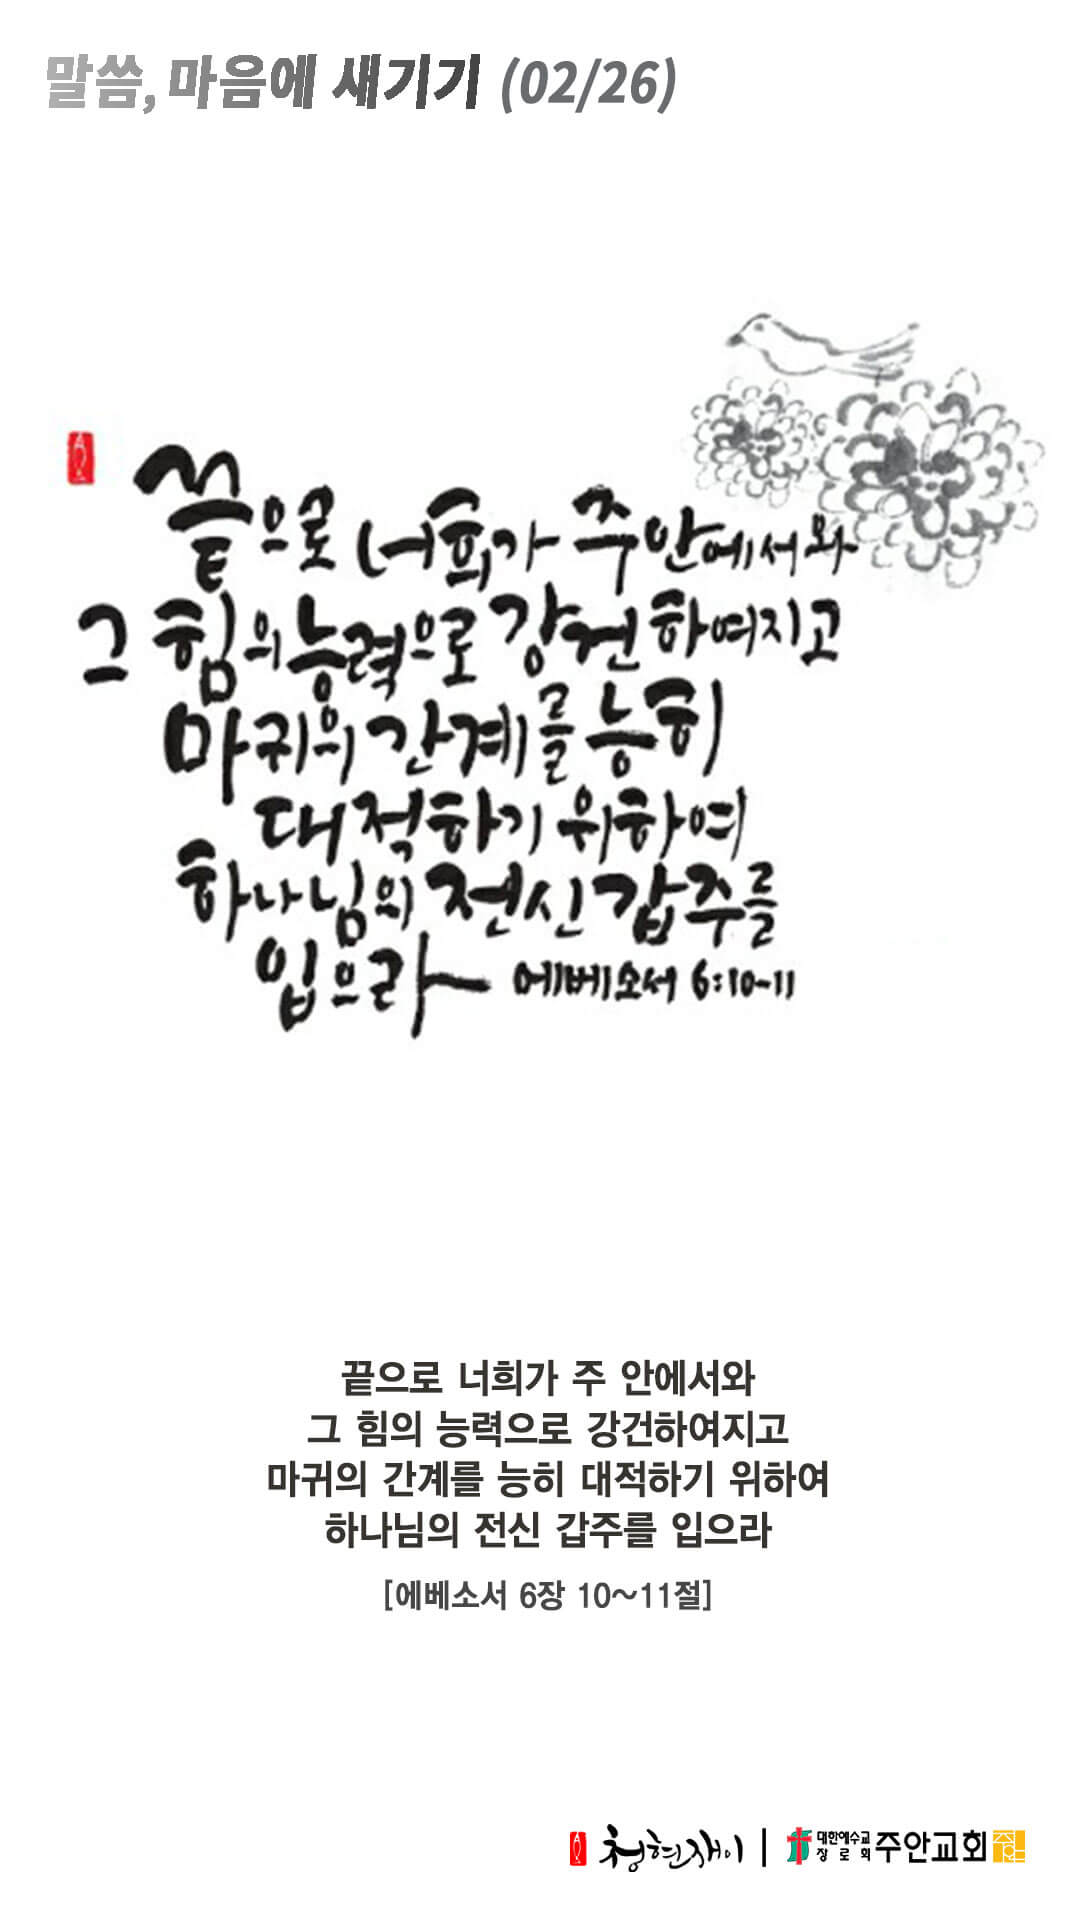 말씀, 마음에 새기기 (02/26)
끝으로 너희가 주 안에서와
그 힘의 능력으로 강건하여지고
마귀의 간계를 능히
대적하기 위하여
하나님의 전신 갑주를
입으라 에베소서 6:10-11
끝으로 너희가 주 안에서와
그 힘의 능력으로 강건하여지고
마귀의 간계를 능히 대적하기 위하여
하나님의 전신 갑주를 입으라
[에베소서 6장 10~11절]
청현재이 | 대한예수교 장로회 주안교회